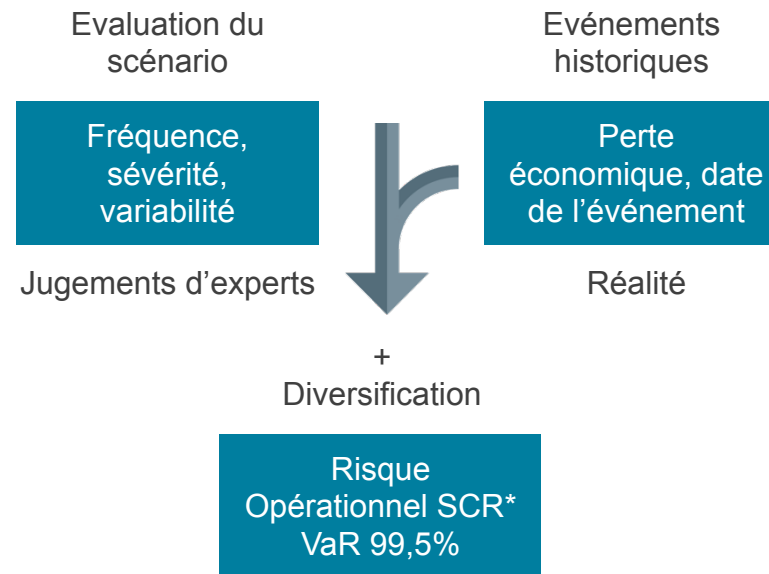 Evaluation du
scénario
Fréquence,
sévérité,
variabilité
Jugements d’experts
Evénements
historiques
Perte
économique, date
de l’événement
Réalité
+
Diversification
Risque
Opérationnel SCR*
VaR 99,5%